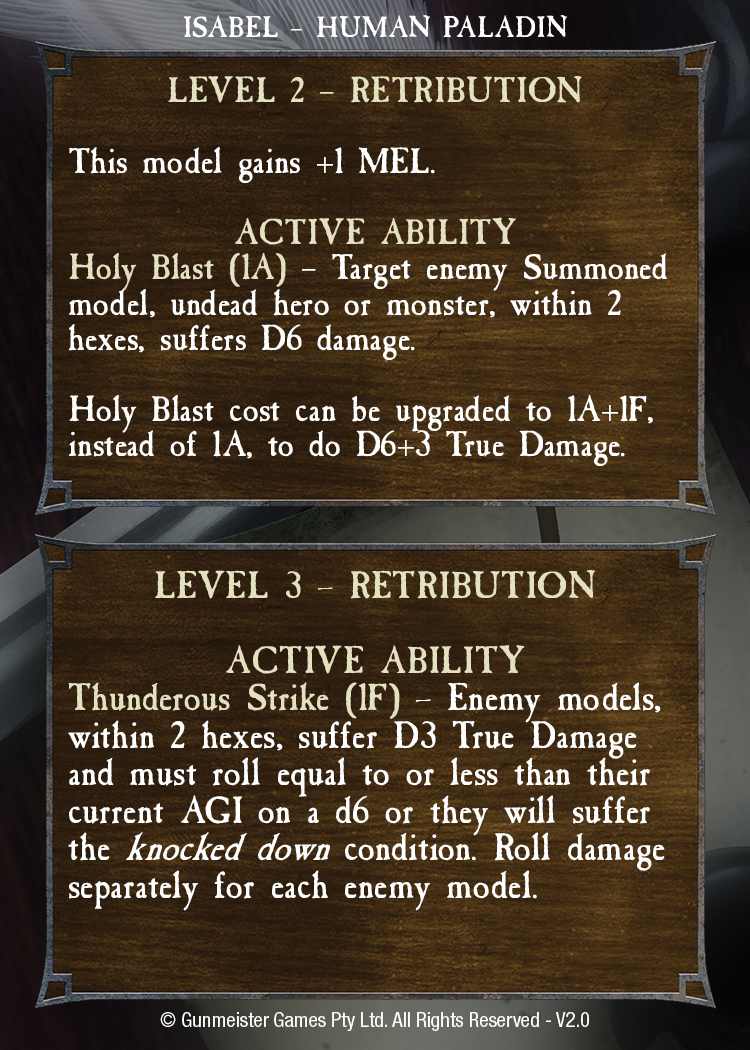 ISABEL – HUMAN PALADIN
LEVEL 2 – RETRIBUTION
This model gains +1 MEL.
ACTIVE ABILITY
Holy Blast (1A) – Target enemy Summoned
model, undead hero or monster, within 2
hexes, suffers D6 damage.
Holy Blast cost can be upgraded to 1A+1F,
instead of 1A, to do D6+3 True Damage.
LEVEL 3 – RETRIBUTION
ACTIVE ABILITY
Thunderous Strike (1F) – Enemy models,
within 2 hexes, suffer D3 True Damage
and must roll equal to or less than their
current AGI on a d6 or they will suffer
the knocked down condition. Roll damage
separately for each enemy model.
© Gunmeister Games Pty Ltd. All Rights Reserved - V2.0